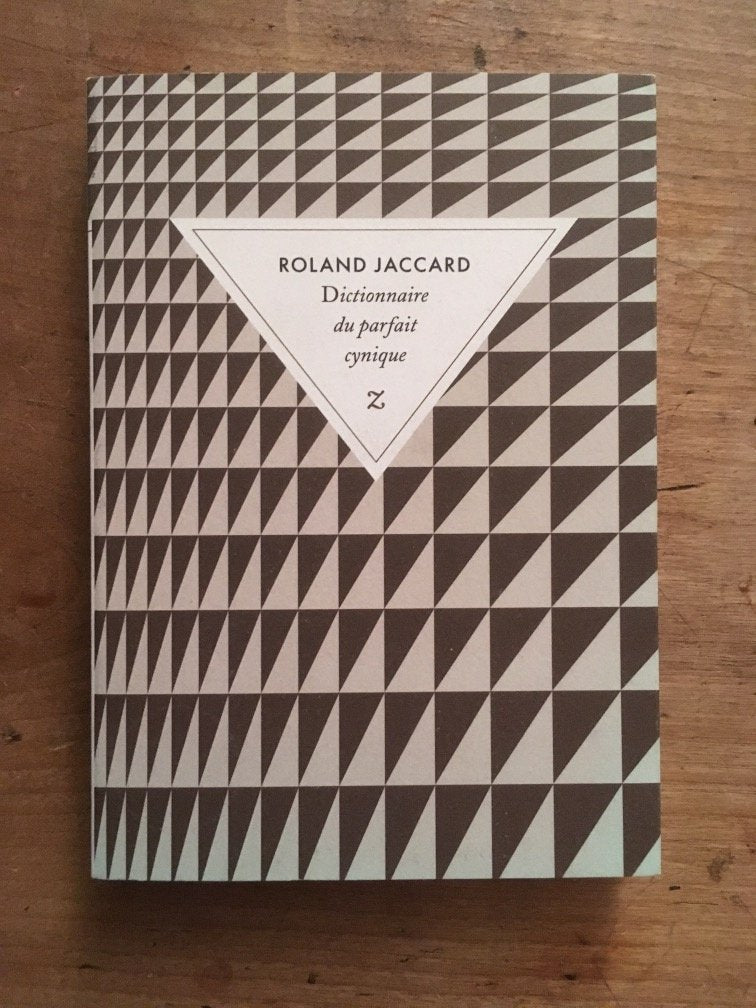 ROLAND JACCARD
Dictionnaire
du parfait
cynique
Z